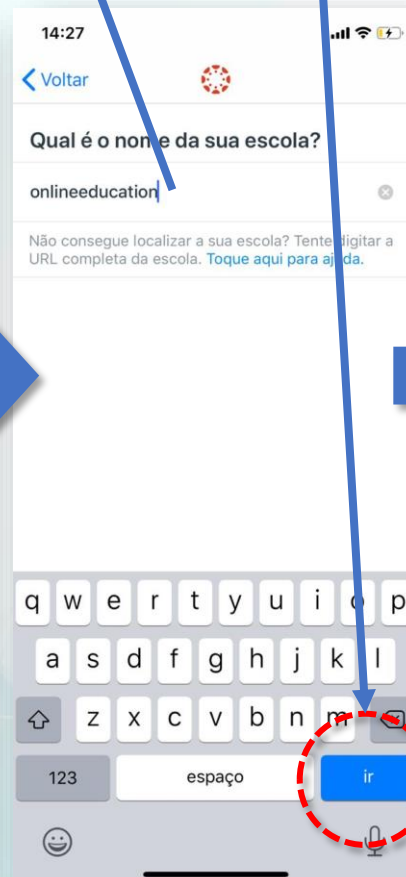 14:27
Voltar
Qual é o nome da sua escola?
onlineeducation
Não consegue localizar a sua escola? Tente digitar a
URL completa da escola. Toque aqui para ajuda.
q w e r t y u i o p
a s d f g h j k l
z x c v b n m
123 espaço ir